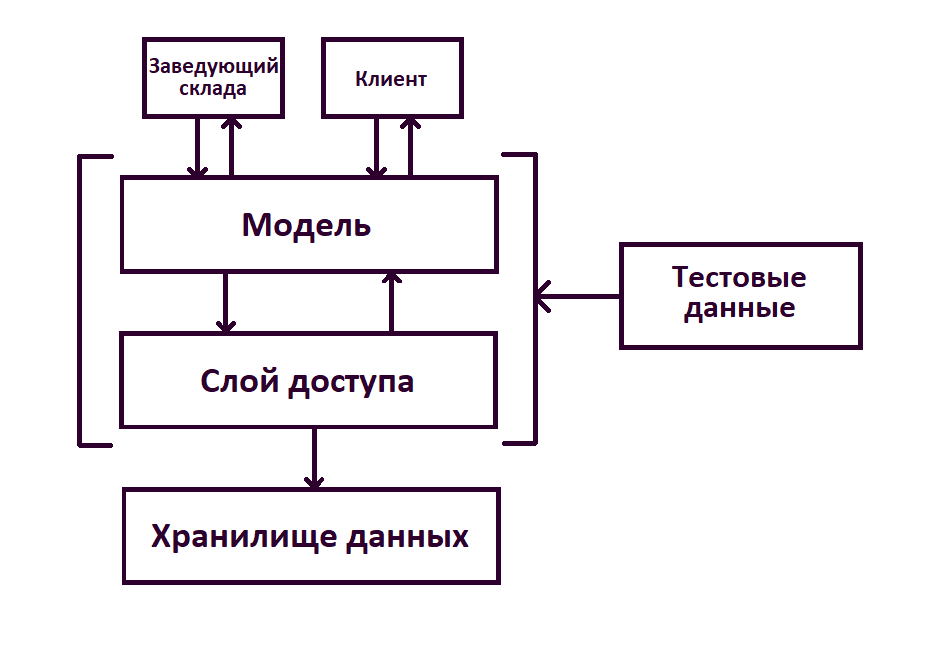 Заведующий
склада
Клиент
Модель
Тестовые
данные
Слой доступа
Хранилище данных